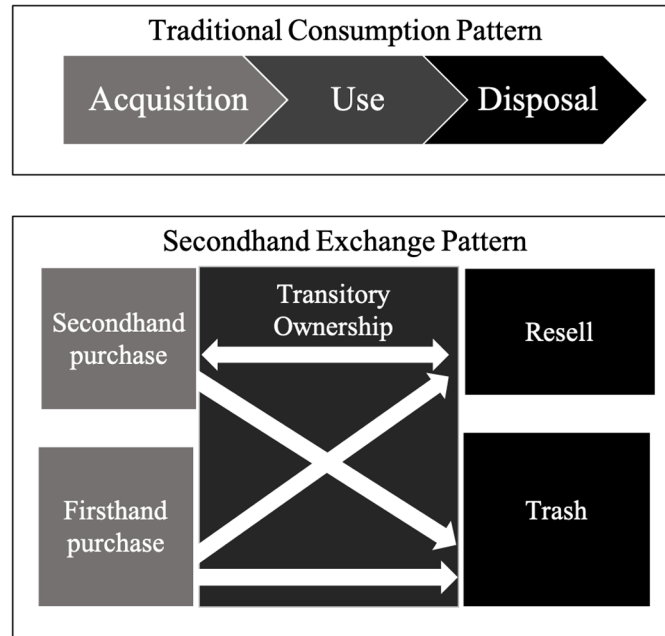 Traditional Consumption Pattern
Acquisition
Use
Disposal
Secondhand Exchange Pattern
Secondhand
purchase
Transitory
Ownership
Resell
Firsthand
purchase
Trash